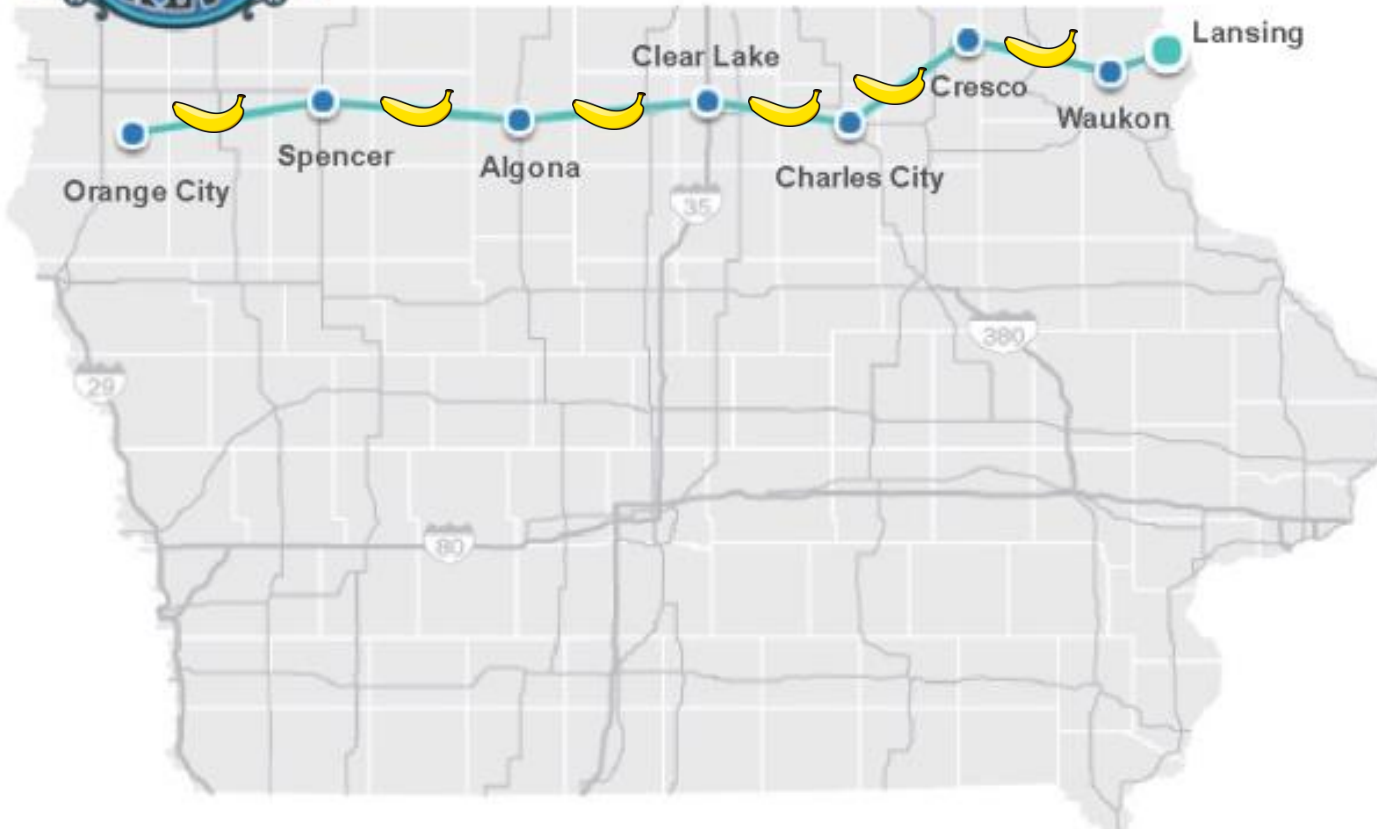 Lansing
Clear Lake
Cresco
Waukon
Spencer
Algona
Charles City
Orange City
35
380
29
80